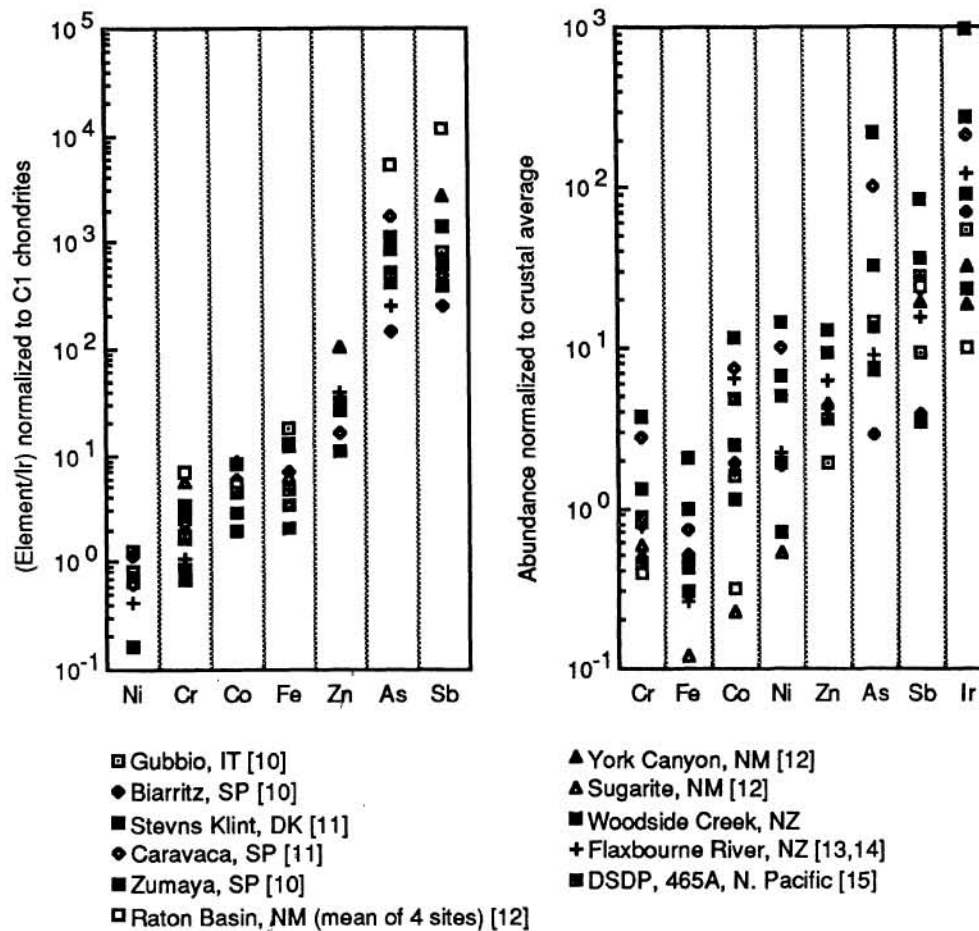 (Element/Ir) normalized to C1 chondrites
10^5
10^4
10^3
10^2
10^1
10^0
10^-1
Ni Cr Co Fe Zn As Sb
Abundance normalized to crustal average
10^3
10^2
10^1
10^0
10^-1
Cr Fe Co Ni Zn As Sb Ir
Gubbio, IT [10]
Biarritz, SP [10]
Stevns Klint, DK [11]
Caravaca, SP [11]
Zumaya, SP [10]
Raton Basin, NM (mean of 4 sites) [12]
York Canyon, NM [12]
Sugarite, NM [12]
Woodside Creek, NZ
Flaxbourne River, NZ [13,14]
DSDP, 465A, N. Pacific [15]